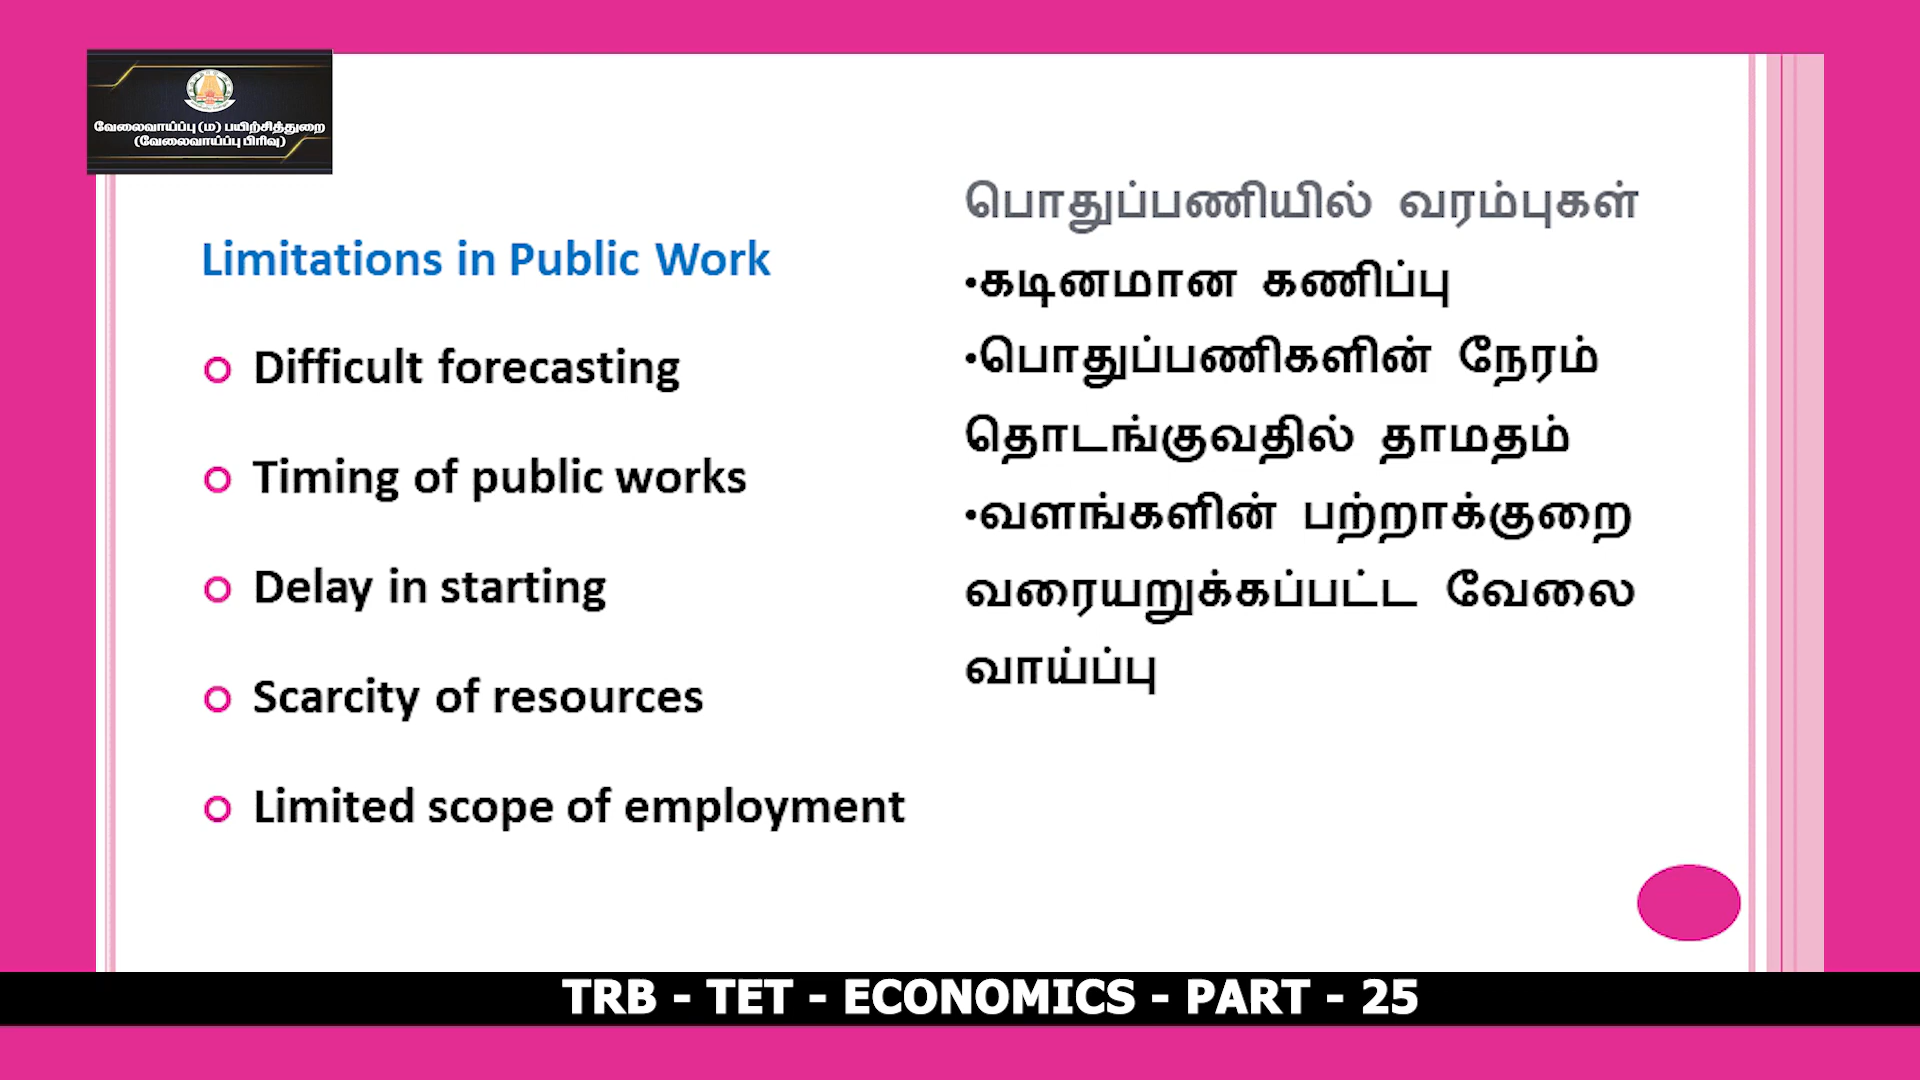 வேலைவாய்ப்பு (ம) பயிற்சித்துறை
(வேலைவாய்ப்பு பிரிவு)
Limitations in Public Work
Difficult forecasting
Timing of public works
Delay in starting
Scarcity of resources
Limited scope of employment
பொதுப்பணியில் வரம்புகள்
•கடினமான கணிப்பு
•பொதுப்பணிகளின் நேரம்
தொடங்குவதில் தாமதம்
•வளங்களின் பற்றாக்குறை
வரையறுக்கப்பட்ட வேலை
வாய்ப்பு
TRB - TET - ECONOMICS - PART - 25